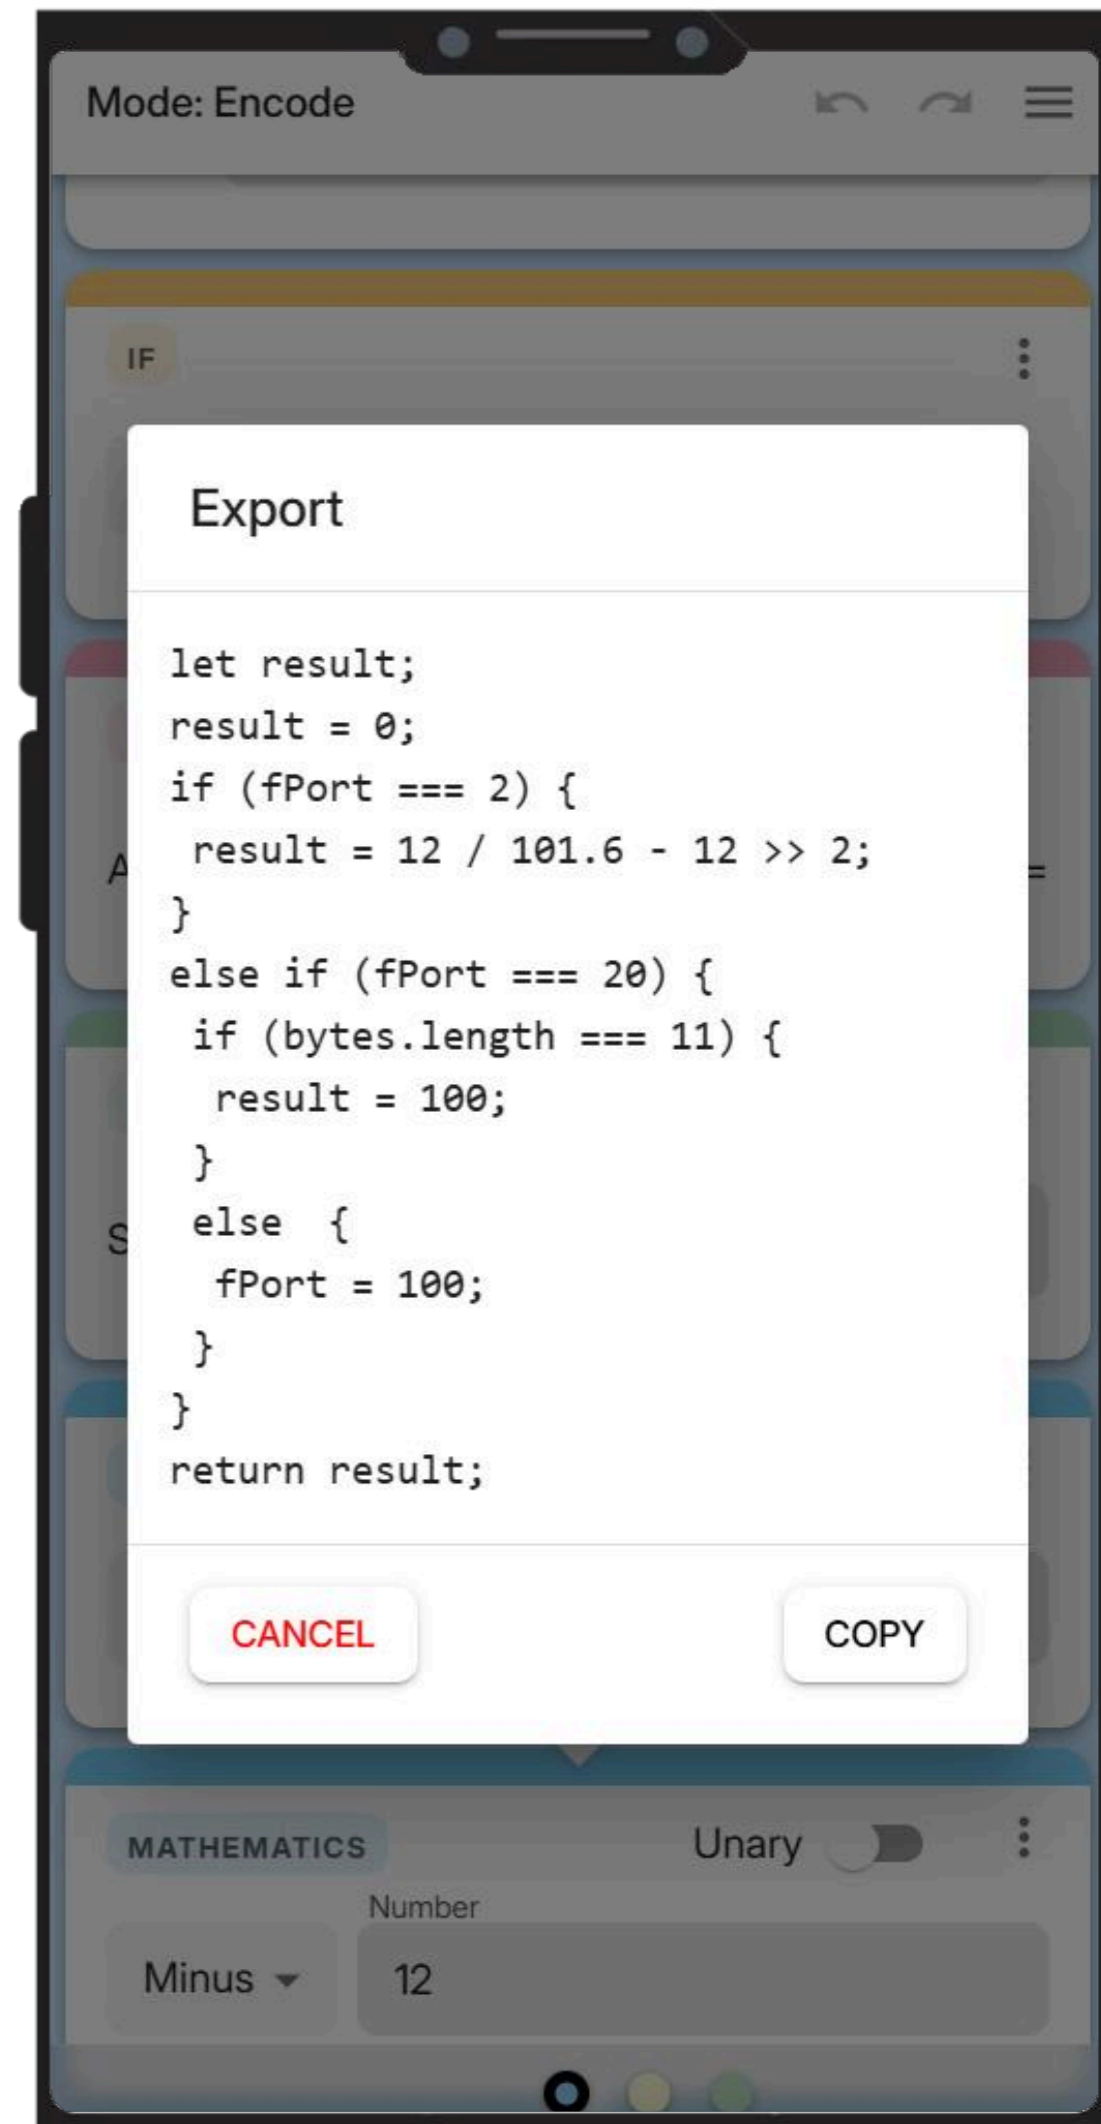 Mode: Encode
IF
Export
let result;
result = 0;
if (fPort === 2) {
 result = 12 / 101.6 - 12 >> 2;
}
else if (fPort === 20) {
 if (bytes.length === 11) {
  result = 100;
 }
 else  {
  fPort = 100;
 }
}
return result;
A
=
S
CANCEL
COPY
MATHEMATICS
Unary
Number
Minus
12